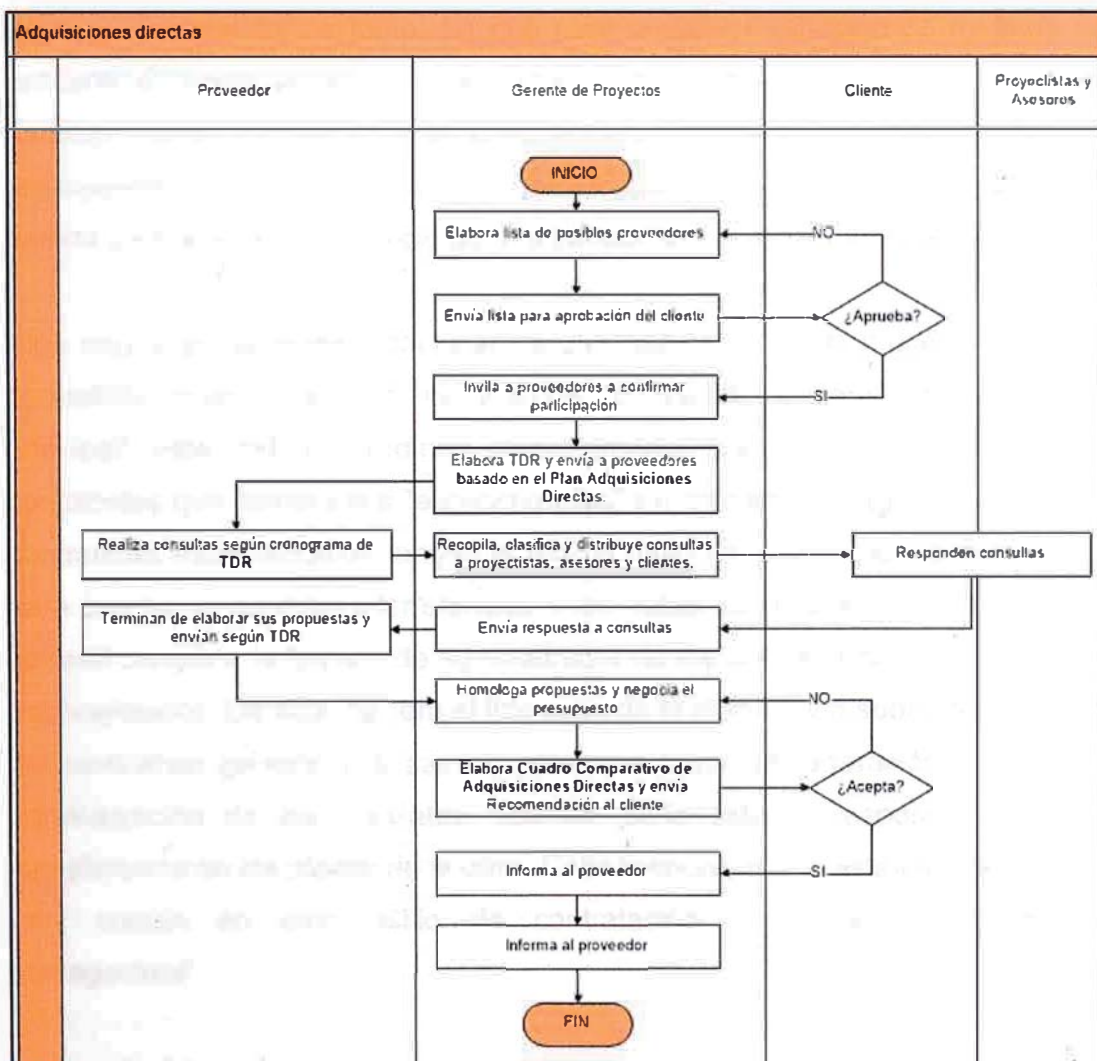 Adquisiciones directas
Proveedor
Gerente de Proyectos
Cliente
Proyectistas y
Asesores
INICIO
Elabora lista de posibles proveedores
NO
Envía lista para aprobación del cliente
¿Aprueba?
Invita a proveedores a confirmar
participación
SI
Elabora TDR y envía a proveedores
basado en el Plan Adquisiciones
Directas.
Realiza consultas según cronograma de
TDR
Recopila, clasifica y distribuye consultas
a proyectistas, asesores y clientes.
Responden consultas
Terminan de elaborar sus propuestas y
envían según TDR
Envía respuesta a consultas
Homologa propuestas y negocia el
presupuesto
NO
Elabora Cuadro Comparativo de
Adquisiciones Directas y envía
Recomendación al cliente
¿Acepta?
Informa al proveedor
SI
Informa al proveedor
FIN